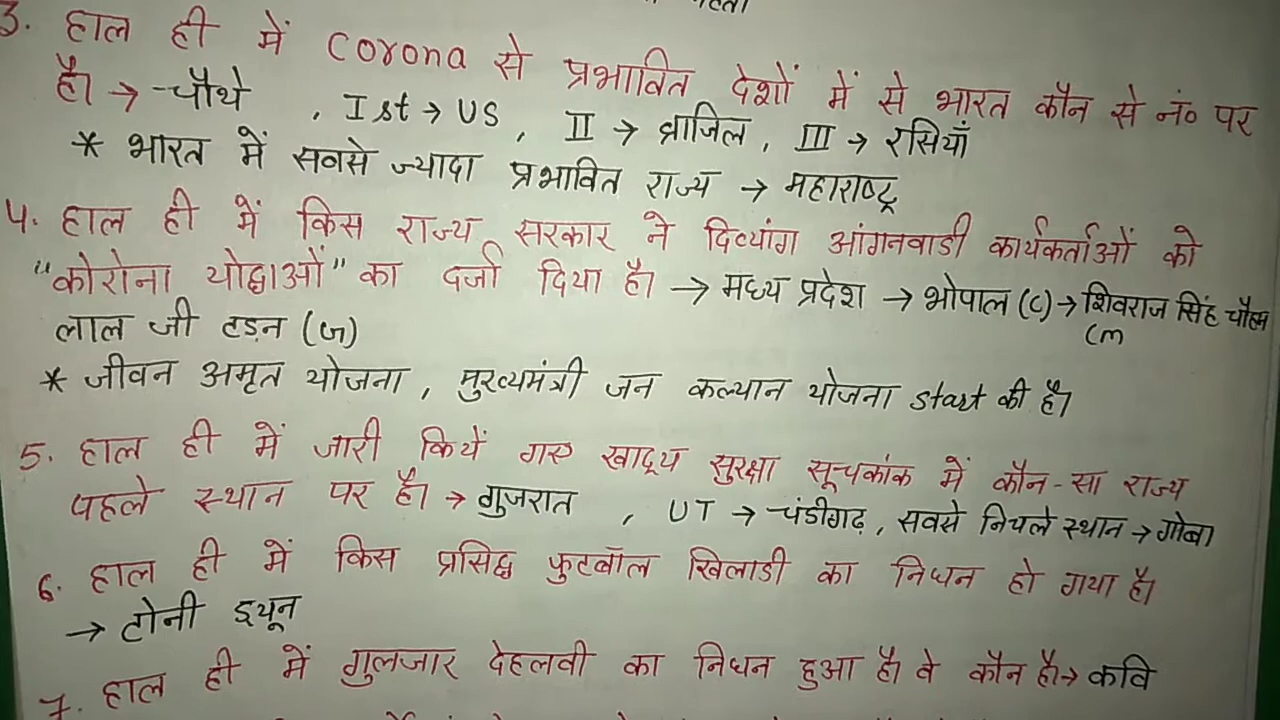 3. हाल ही में Corona से प्रभावित देशों में से भारत कौन से नं० पर
है। → चौथे , Ist → US , II → ब्राजिल , III → रसियाँ
* भारत में सबसे ज्यादा प्रभावित राज्य → महाराष्ट्र
4. हाल ही में किस राज्य सरकार ने दिव्यांग आंगनवाडी कार्यकर्ताओं को
"कोरोना योद्धाओं" का दर्जा दिया है। → मध्य प्रदेश → भोपाल (C) → शिवराज सिंह चौहान
CM
लाल जी टडन (G)
* जीवन अमृत योजना , मुख्यमंत्री जन कल्यान योजना start की है।
5. हाल ही में जारी कियें गए खाद्य सुरक्षा सूचकांक में कौन-सा राज्य
पहले स्थान पर है। → गुजरात , UT → चंडीगढ़ , सबसे निचले स्थान → गोवा
6. हाल ही में किस प्रसिद्ध फुटबॉल खिलाडी का निधन हो गया है।
→ टोनी ड्यून
7. हाल ही में गुलजार देहलवी का निधन हुआ है। वे कौन है → कवि